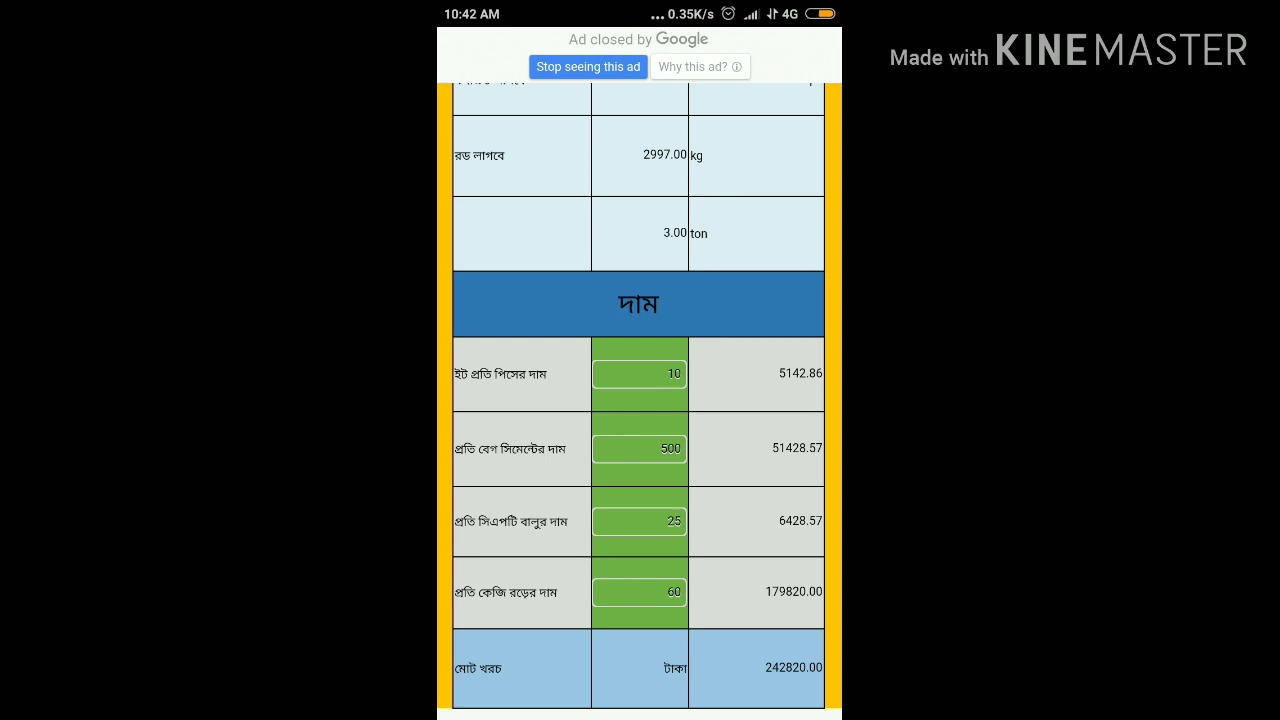 10:42 AM ... 0.35K/s 4G
Ad closed by Google
Made with KINEMASTER
Stop seeing this ad Why this ad?
রড লাগবে 2997.00 kg
3.00 ton
দাম
ইট প্রতি পিসের দাম 10 5142.86
প্রতি বেগ সিমেন্টের দাম 500 51428.57
প্রতি সিএপটি বালুর দাম 25 6428.57
প্রতি কেজি রড়ের দাম 60 179820.00
মোট খরচ টাকা 242820.00